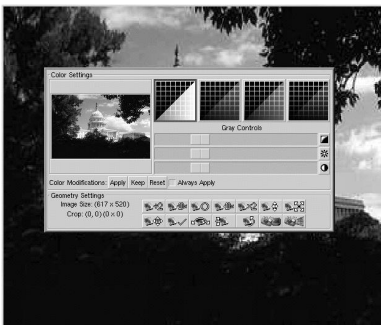 Color Settings
Gray Controls
Color Modifications: Apply Keep Reset Always Apply
Geometry Settings
Image Size: (617 x 520)
Crop: (0, 0) (0 x 0)